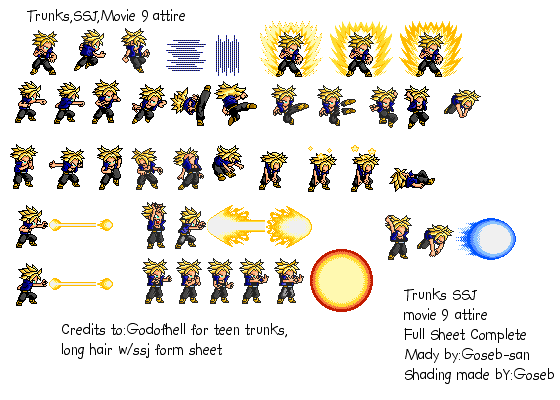 Trunks,SSJ,Movie 9 attire
Credits to:Godofhell for teen trunks,
long hair w/ssj form sheet
Trunks SSJ
movie 9 attire
Full Sheet Complete
Mady by:Goseb-san
Shading made bY:Goseb